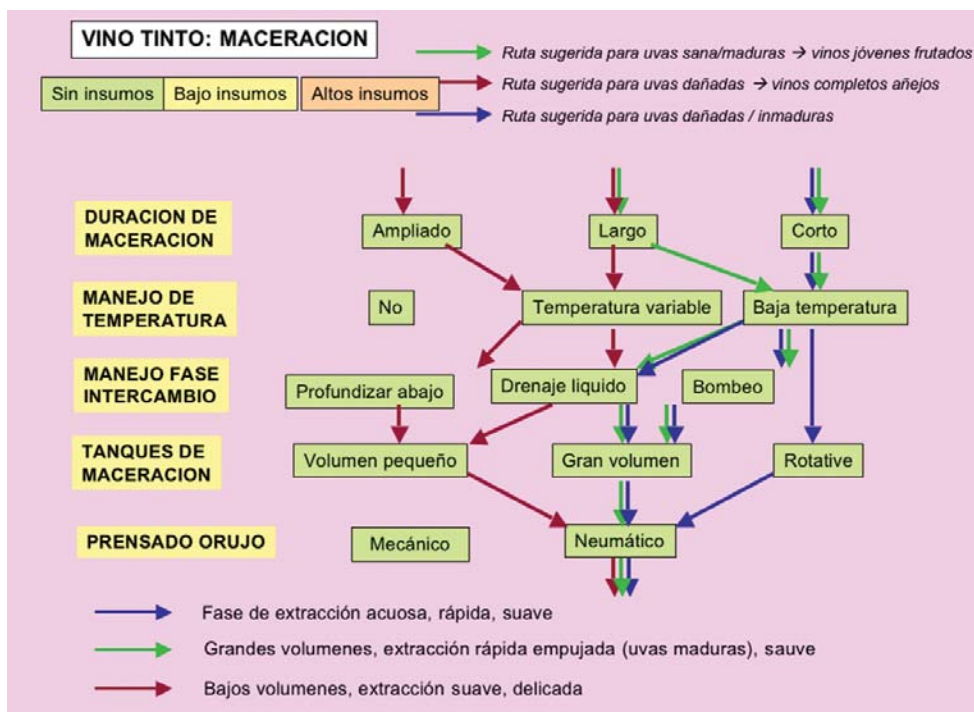 VINO TINTO: MACERACION
Ruta sugerida para uvas sana/maduras → vinos jóvenes frutados
Sin insumos
Bajo insumos
Altos insumos
Ruta sugerida para uvas dañadas → vinos completos añejos
Ruta sugerida para uvas dañadas / inmaduras
DURACION DE
MACERACION
Ampliado
Largo
Corto
MANEJO DE
TEMPERATURA
No
Temperatura variable
Baja temperatura
MANEJO FASE
INTERCAMBIO
Profundizar abajo
Drenaje liquido
Bombeo
TANQUES DE
MACERACION
Volumen pequeño
Gran volumen
Rotative
PRENSADO ORUJO
Mecánico
Neumático
Fase de extracción acuosa, rápida, suave
Grandes volumenes, extracción rápida empujada (uvas maduras), sauve
Bajos volumenes, extracción suave, delicada